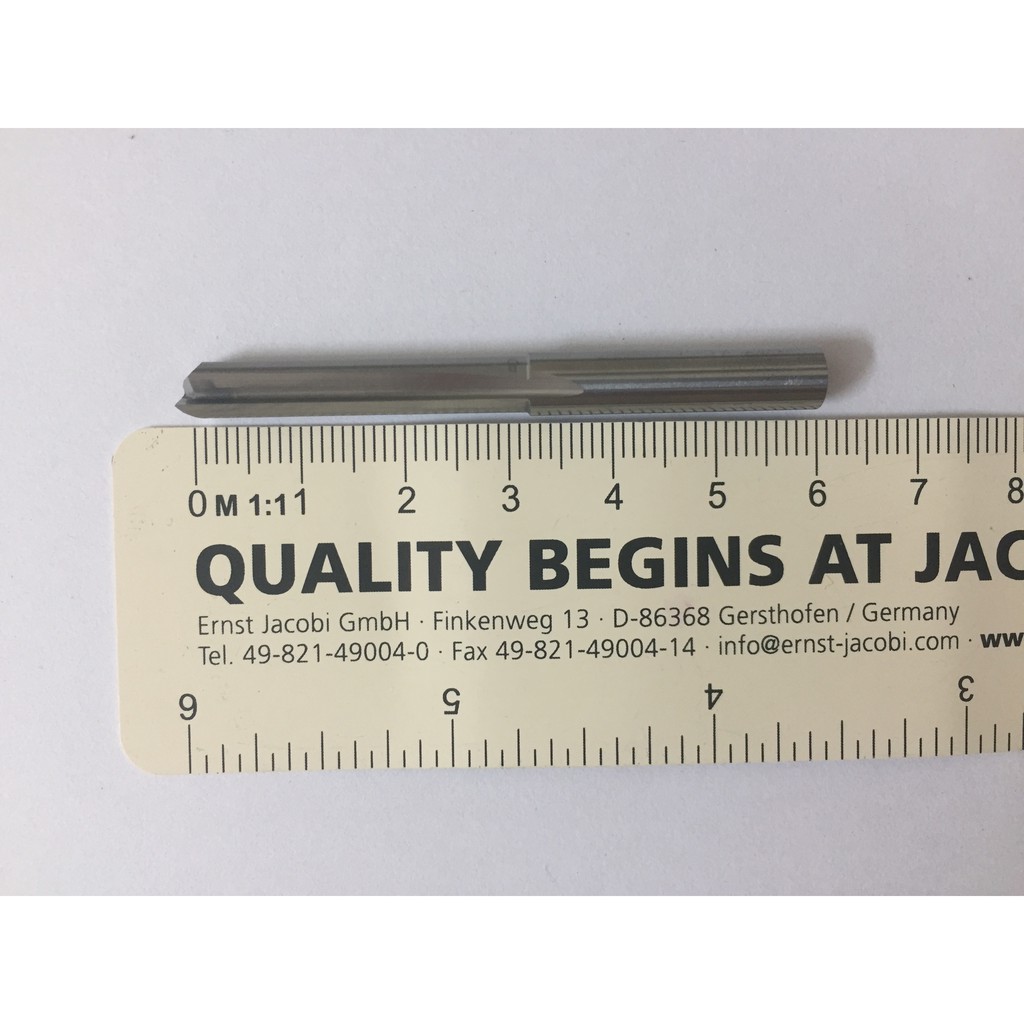 0 M 1:1 1 2 3 4 5 6 7 8
QUALITY BEGINS AT JAC
Ernst Jacobi GmbH · Finkenweg 13 · D-86368 Gersthofen / Germany
Tel. 49-821-49004-0 · Fax 49-821-49004-14 · info@ernst-jacobi.com · www
6 5 4 3